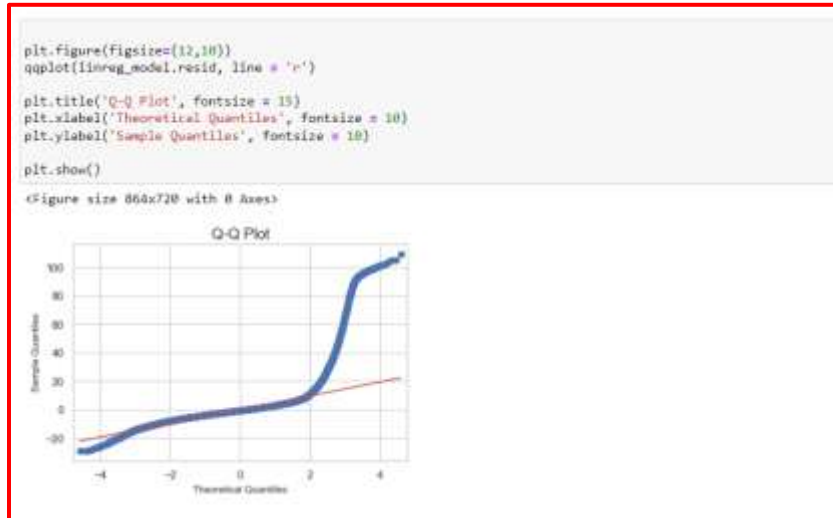 plt.figure(figsize=(12,10))
qqplot(linreg_model.resid, line = 'r')
plt.title('Q-Q Plot', fontsize = 15)
plt.xlabel('Theoretical Quantiles', fontsize = 10)
plt.ylabel('Sample Quantiles', fontsize = 10)
plt.show()
<Figure size 864x720 with 0 Axes>
Q-Q Plot
100
80
60
40
20
0
-20
Sample Quantiles
-4 -2 0 2 4
Theoretical Quantiles